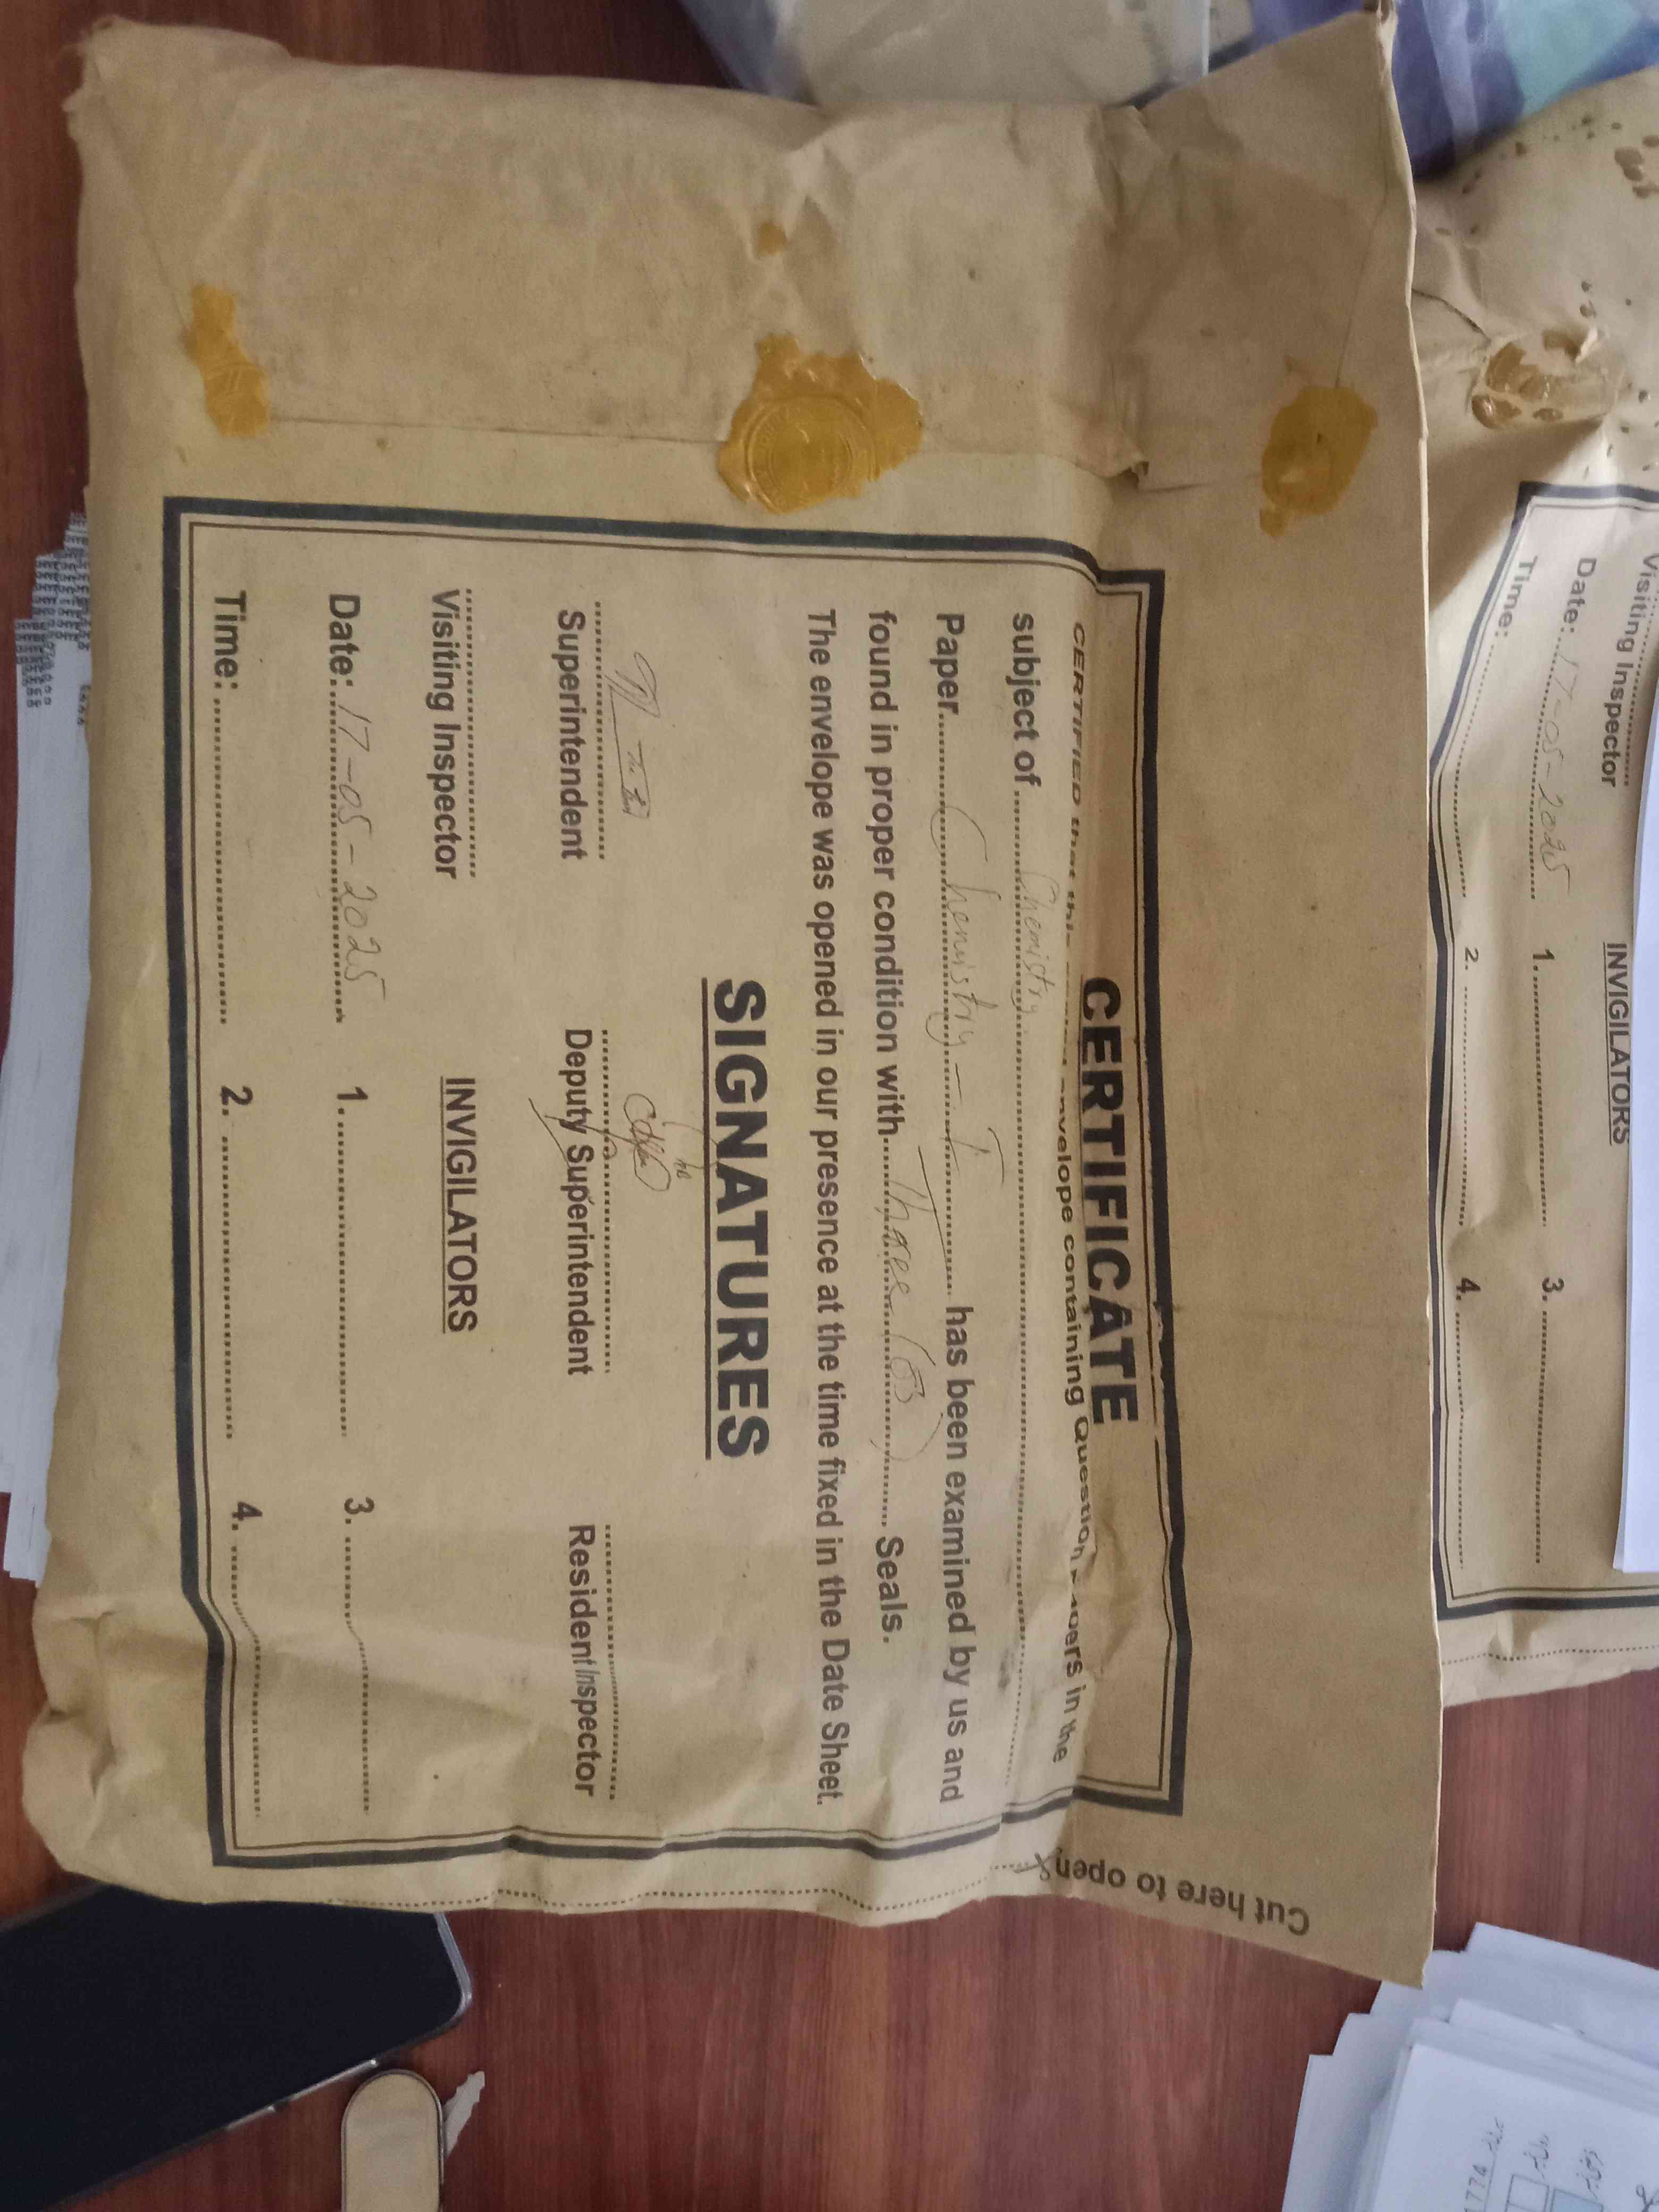 Cut here to open
CERTIFICATE
CERTIFIED that this envelope containing Question Papers in the
subject of Chemistry
Paper Chemistry - I has been examined by us and
found in proper condition with Three (03) Seals.
The envelope was opened in our presence at the time fixed in the Date Sheet.
SIGNATURES
Superintendent Deputy Superintendent Resident Inspector
Visiting Inspector INVIGILATORS
Date: 17-05-2025 1. 3.
Time: 2. 4.
Visiting Inspector INVIGILATORS
Date: 17-05-2025 1. 3.
Time: 2. 4.